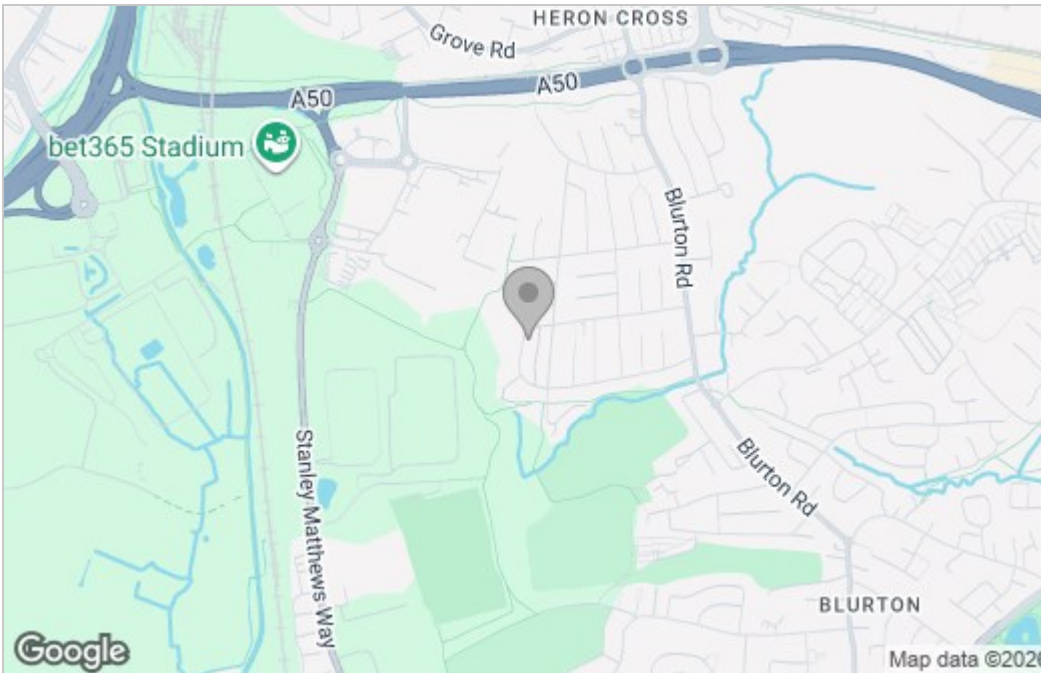 HERON CROSS
Grove Rd
A50
A50
bet365 Stadium
Blurton Rd
Stanley Matthews Way
Blurton Rd
BLURTON
Google
Map data ©2026